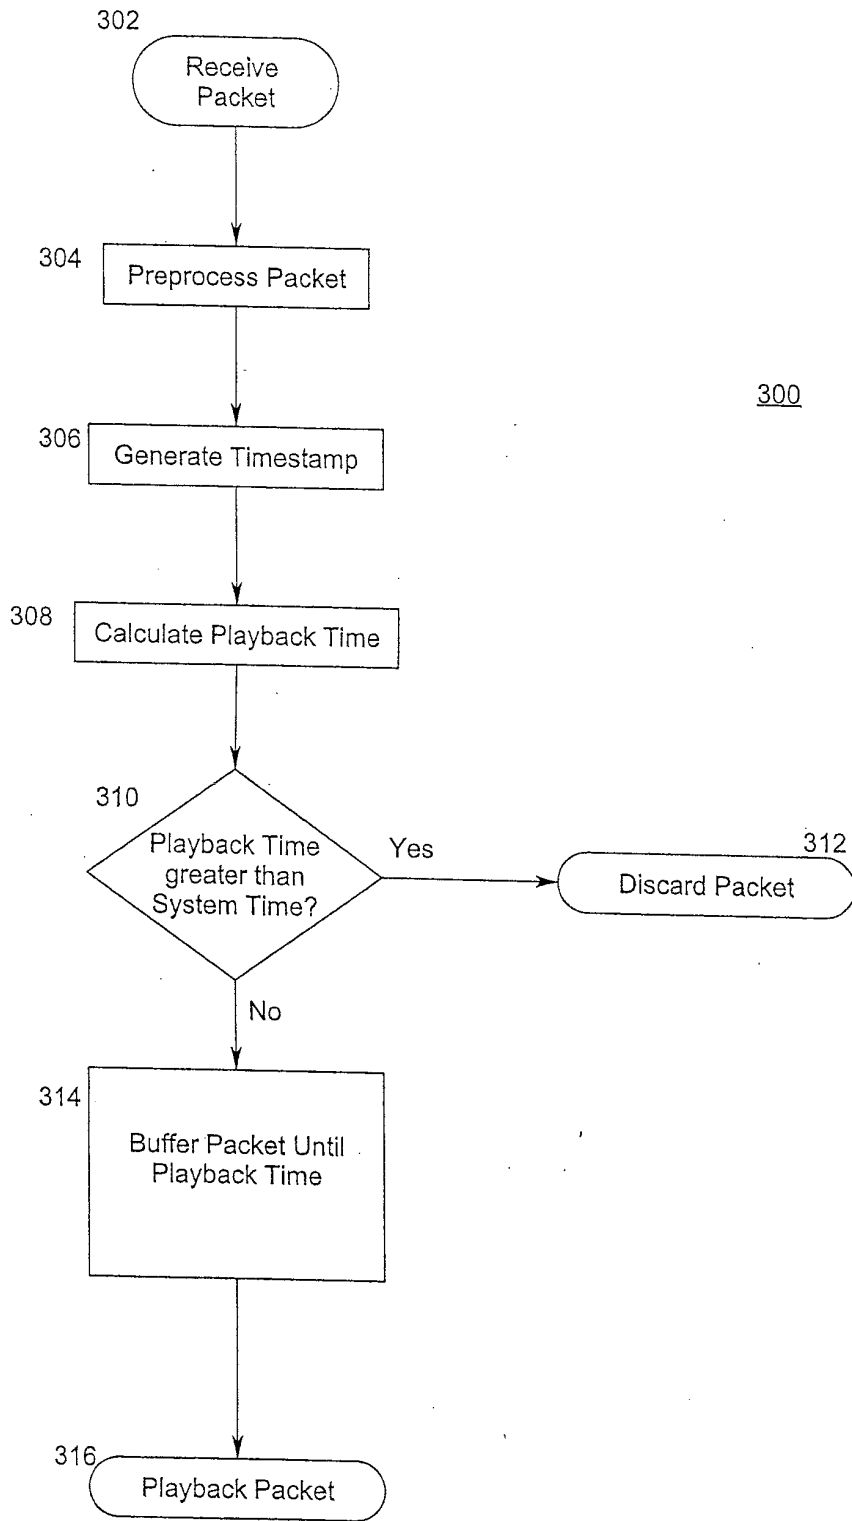 302
Receive
Packet
304
Preprocess Packet
300
306
Generate Timestamp
308
Calculate Playback Time
310
Playback Time
greater than
System Time?
Yes
312
Discard Packet
No
314
Buffer Packet Until
Playback Time
316
Playback Packet